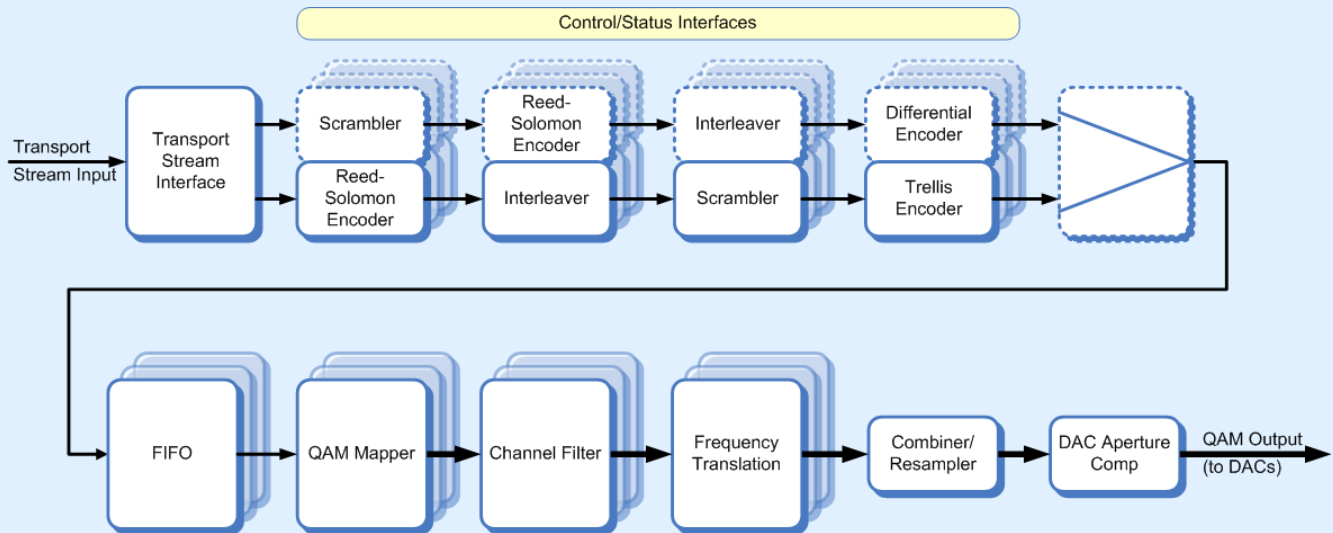 Control/Status Interfaces
Transport
Stream Input
Transport
Stream
Interface
Scrambler
Reed-
Solomon
Encoder
Interleaver
Differential
Encoder
Reed-
Solomon
Encoder
Interleaver
Scrambler
Trellis
Encoder
FIFO
QAM Mapper
Channel Filter
Frequency
Translation
Combiner/
Resampler
DAC Aperture
Comp
QAM Output
(to DACs)